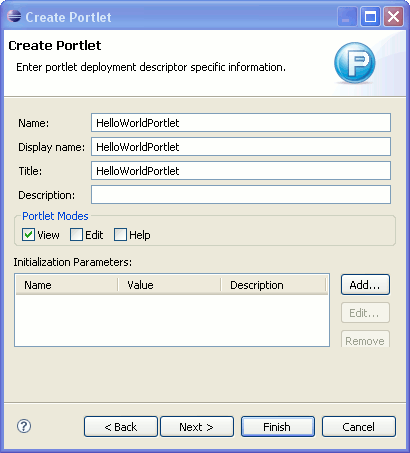 Create Portlet
Create Portlet
Enter portlet deployment descriptor specific information.
P
Name: HelloWorldPortlet
Display name: HelloWorldPortlet
Title: HelloWorldPortlet
Description:
Portlet Modes
View Edit Help
Initialization Parameters:
Name Value Description
Add...
Edit...
Remove
? < Back Next > Finish Cancel